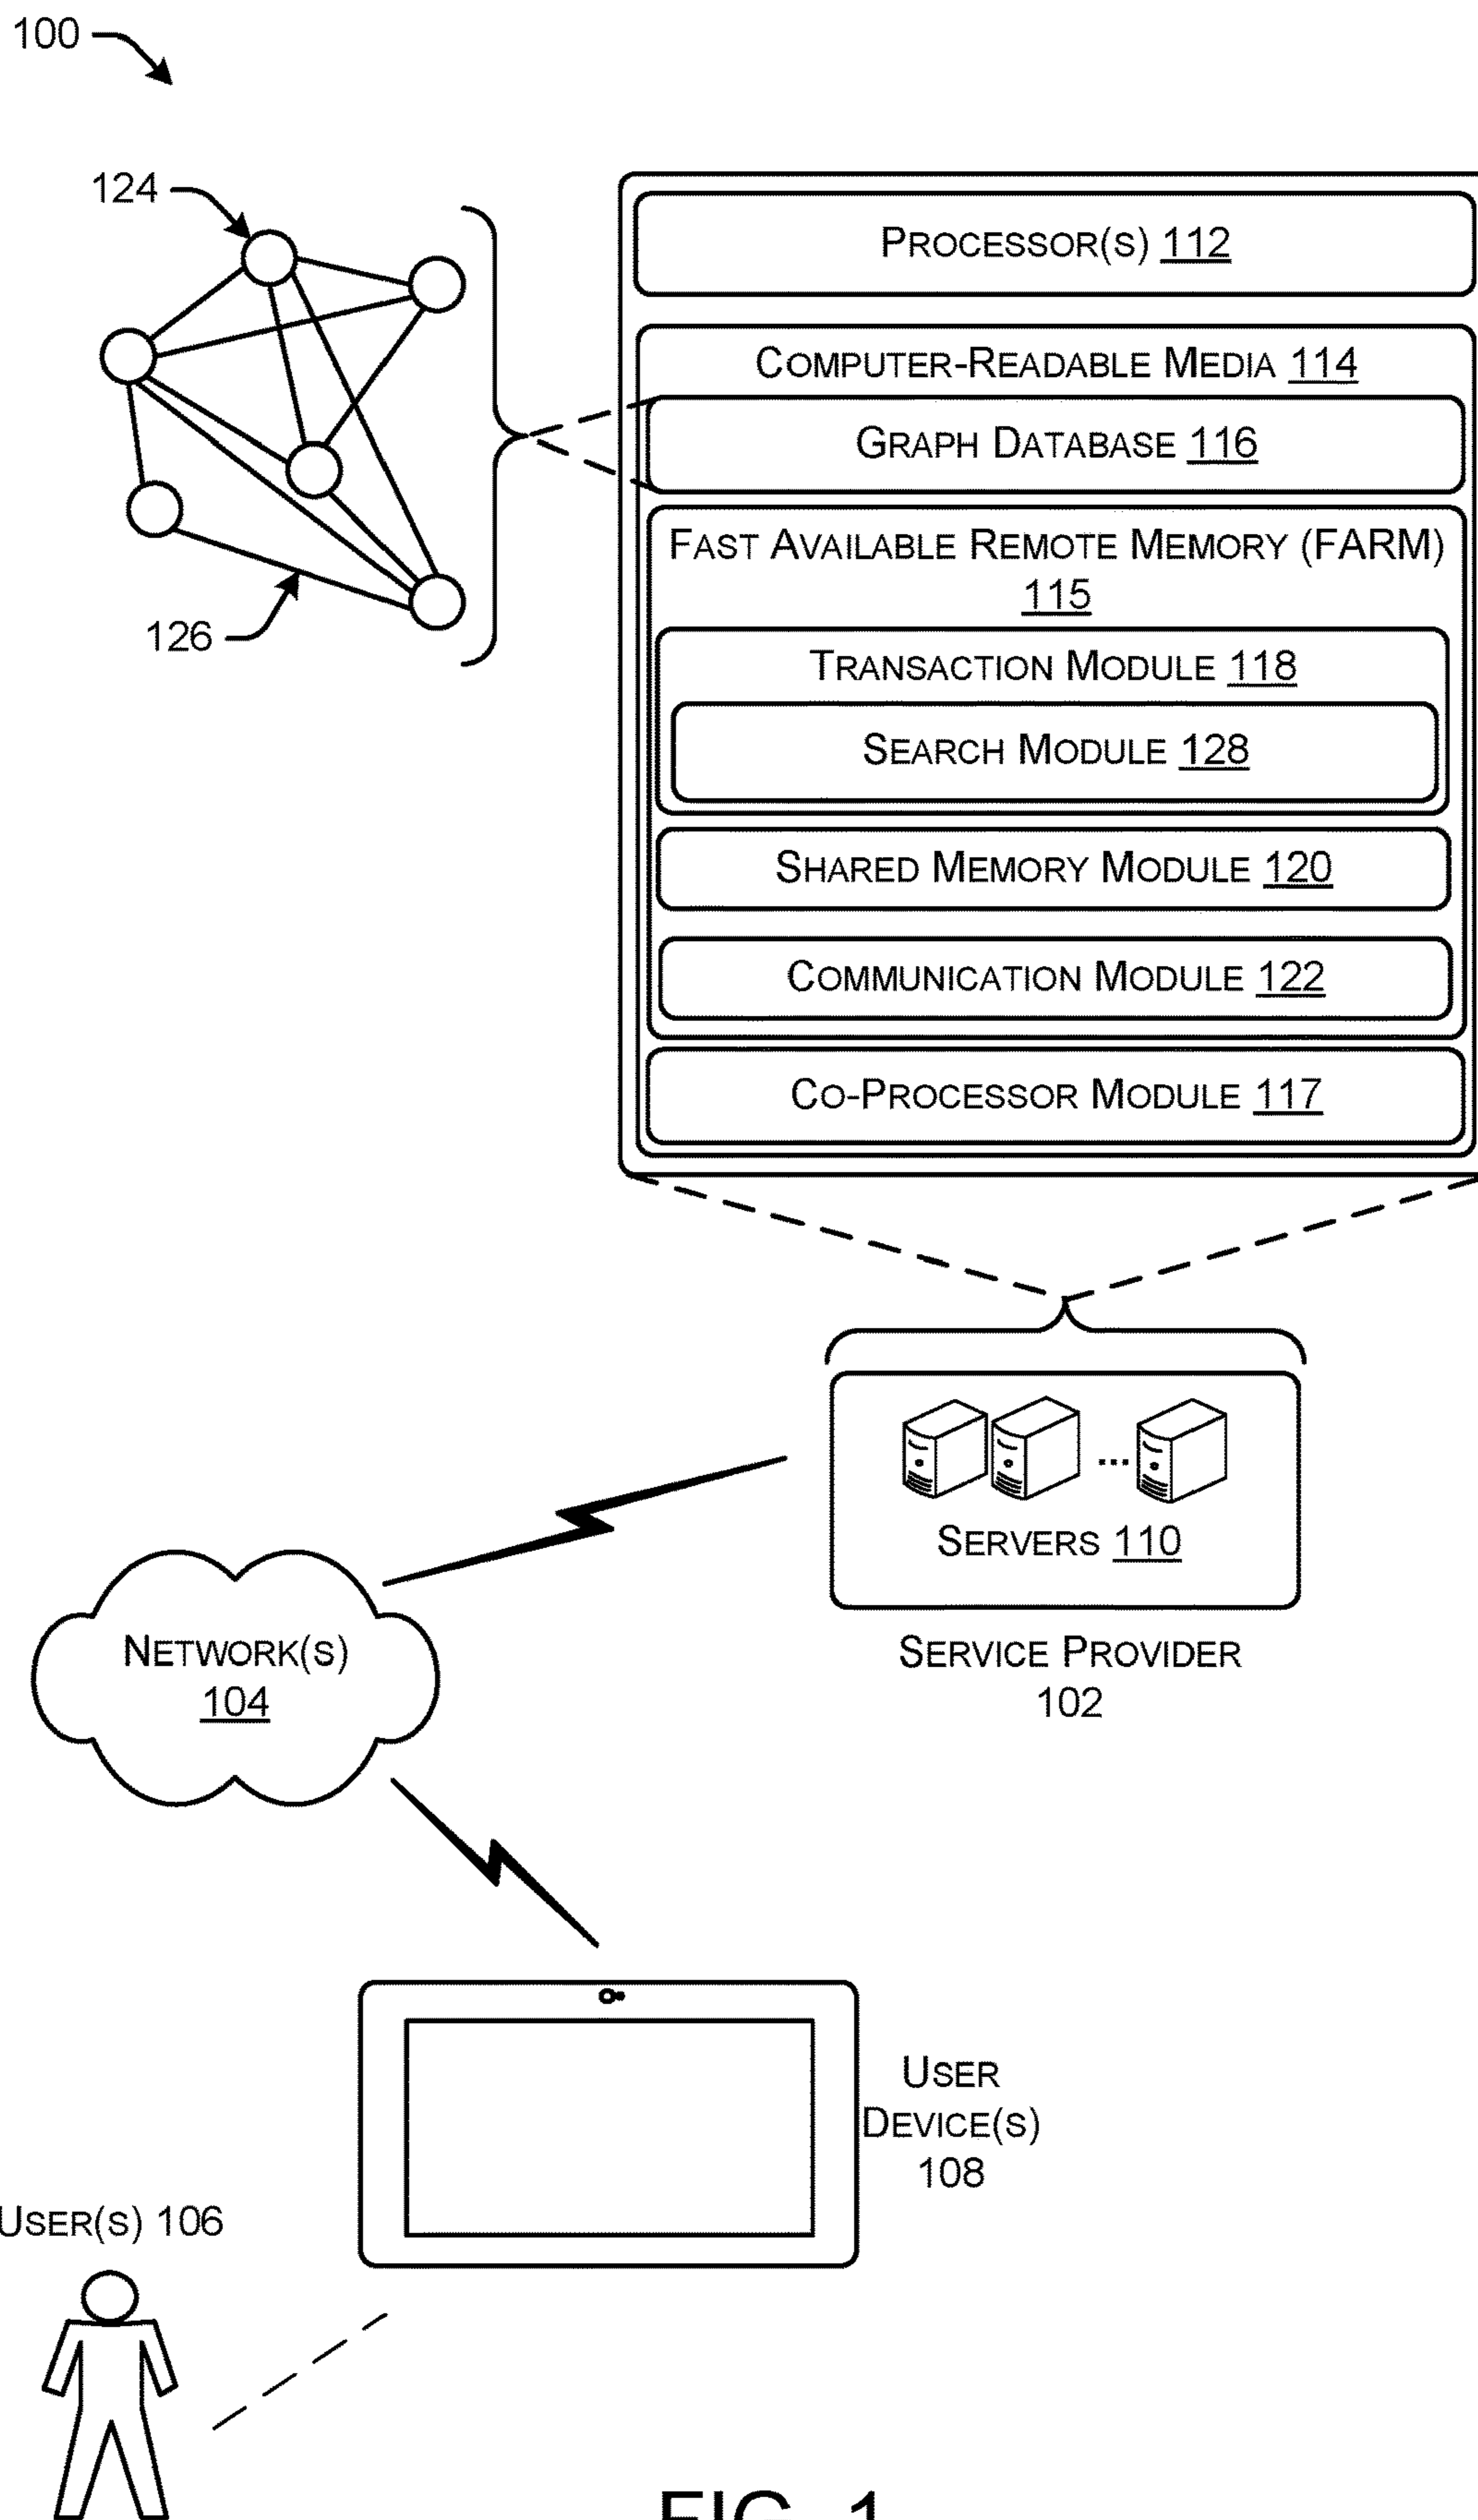 100
124
PROCESSOR(S) 112
COMPUTER-READABLE MEDIA 114
GRAPH DATABASE 116
FAST AVAILABLE REMOTE MEMORY (FARM)
115
126
TRANSACTION MODULE 118
SEARCH MODULE 128
SHARED MEMORY MODULE 120
COMMUNICATION MODULE 122
CO-PROCESSOR MODULE 117
...
SERVERS 110
NETWORK(S)
104
SERVICE PROVIDER
102
USER
DEVICE(S)
108
USER(S) 106
FIG. 1